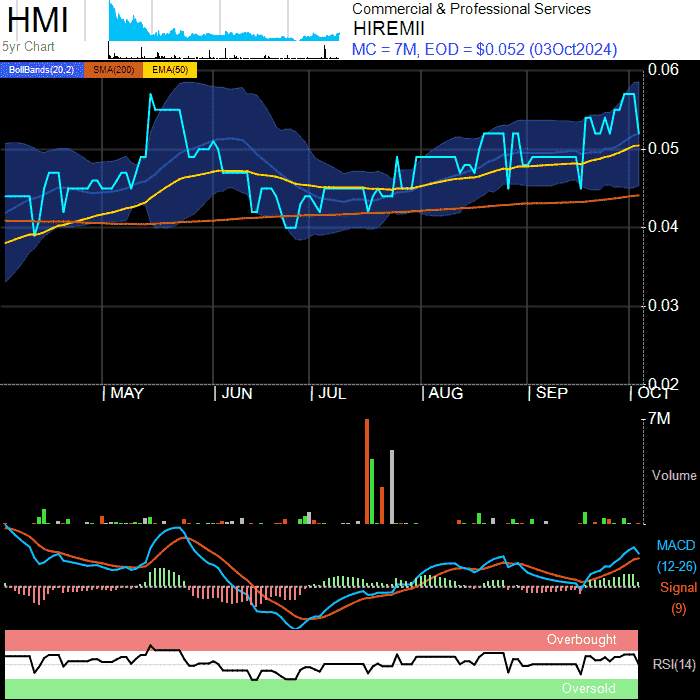 HMI
5yr Chart
Commercial & Professional Services
HIREMII
MC = 7M, EOD = $0.052 (03Oct2024)
BollBands(20,2) SMA(200) EMA(50)
0.06
0.05
0.04
0.03
0.02
MAY JUN JUL AUG SEP OCT
7M
Volume
MACD
(12-26)
Signal
(9)
Overbought
RSI(14)
Oversold